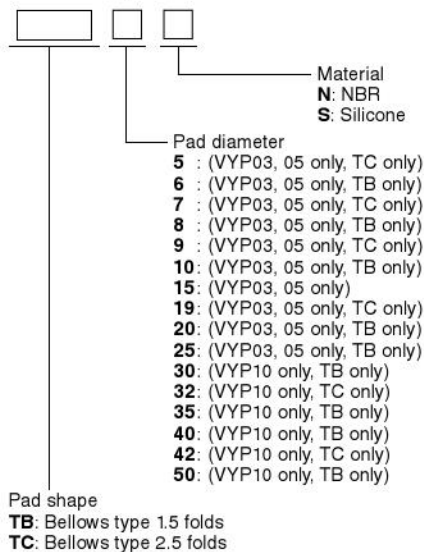 Material
N: NBR
S: Silicone
Pad diameter
5 : (VYP03, 05 only, TC only)
6 : (VYP03, 05 only, TB only)
7 : (VYP03, 05 only, TC only)
8 : (VYP03, 05 only, TB only)
9 : (VYP03, 05 only, TC only)
10: (VYP03, 05 only, TB only)
15: (VYP03, 05 only)
19: (VYP03, 05 only, TC only)
20: (VYP03, 05 only, TB only)
25: (VYP03, 05 only, TB only)
30: (VYP10 only, TB only)
32: (VYP10 only, TC only)
35: (VYP10 only, TB only)
40: (VYP10 only, TB only)
42: (VYP10 only, TC only)
50: (VYP10 only, TB only)
Pad shape
TB: Bellows type 1.5 folds
TC: Bellows type 2.5 folds